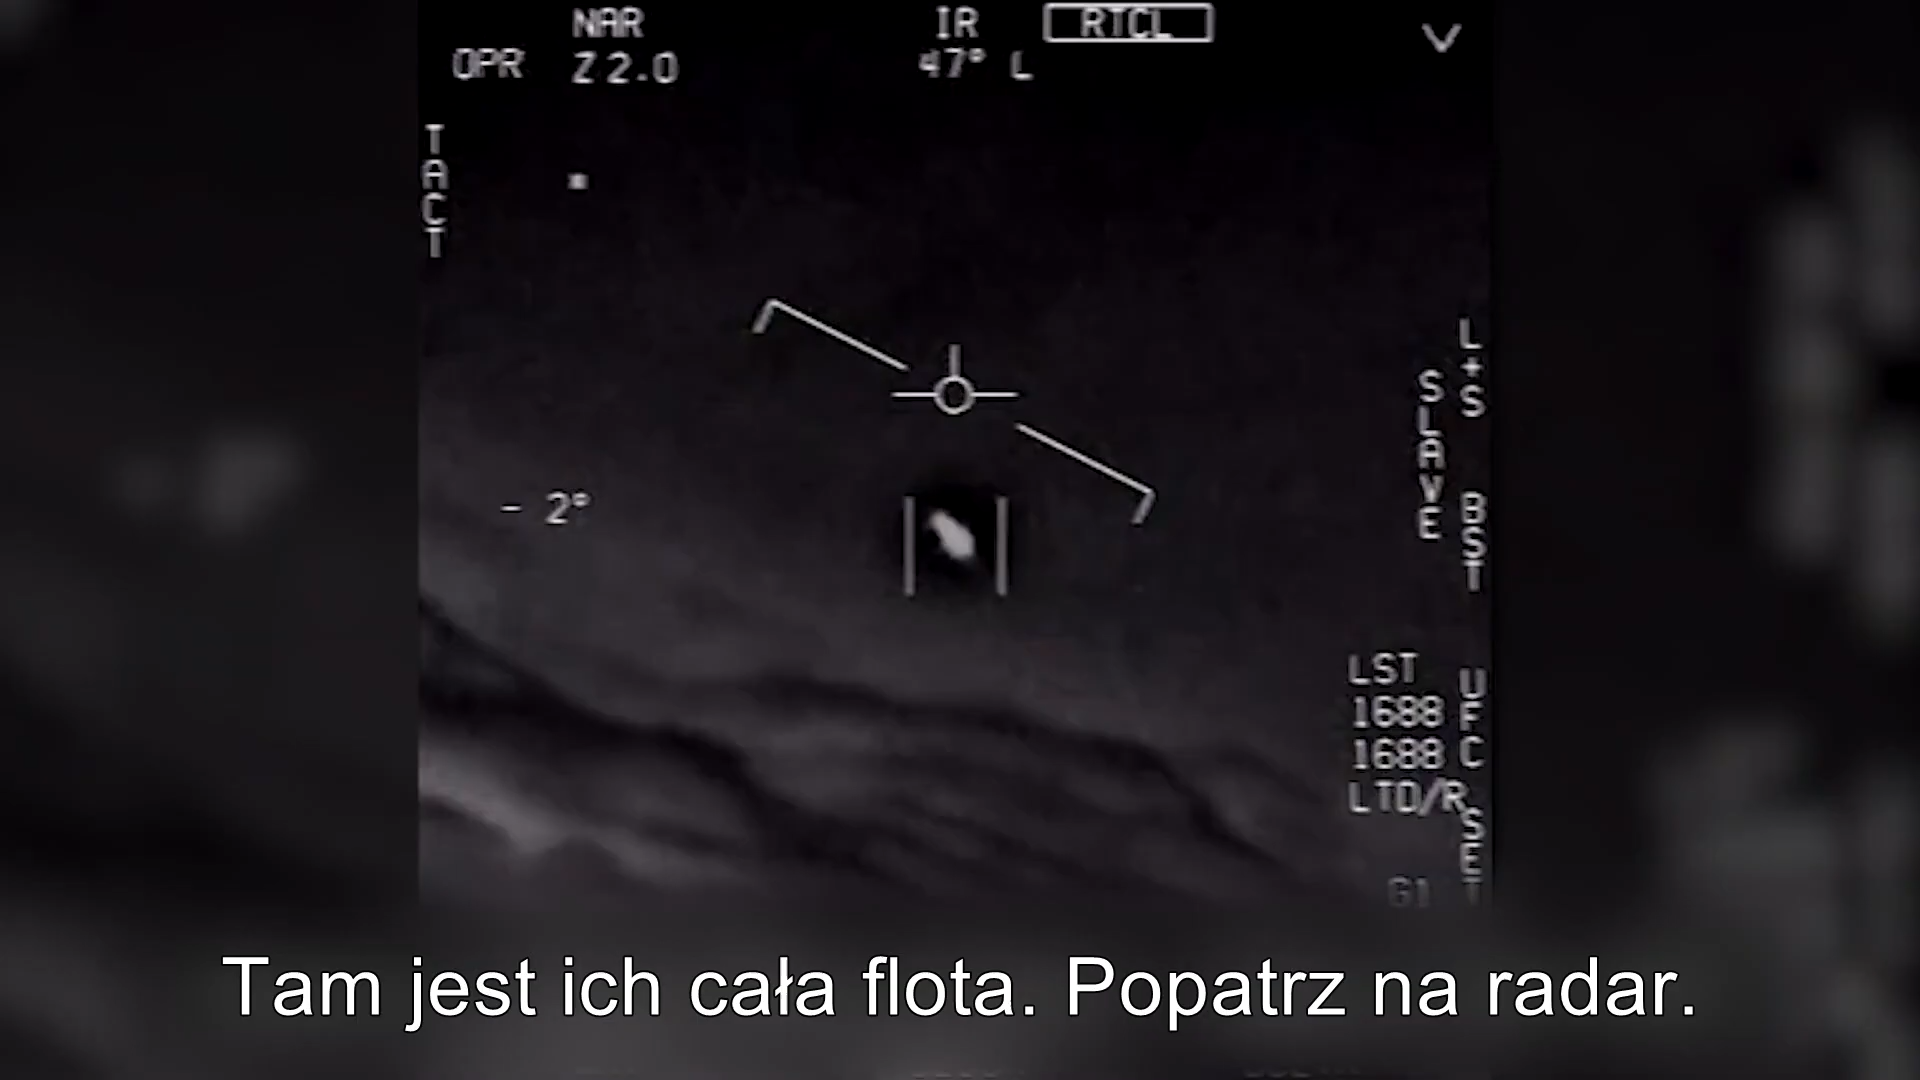 NAR
IR
RTCL
OPR
Z 2.0
47° L
TACT
L+S
SLAVE
BST
- 2°
LST
1688
1688
LTD/R
UFC
SET
G1
Tam jest ich cała flota. Popatrz na radar.